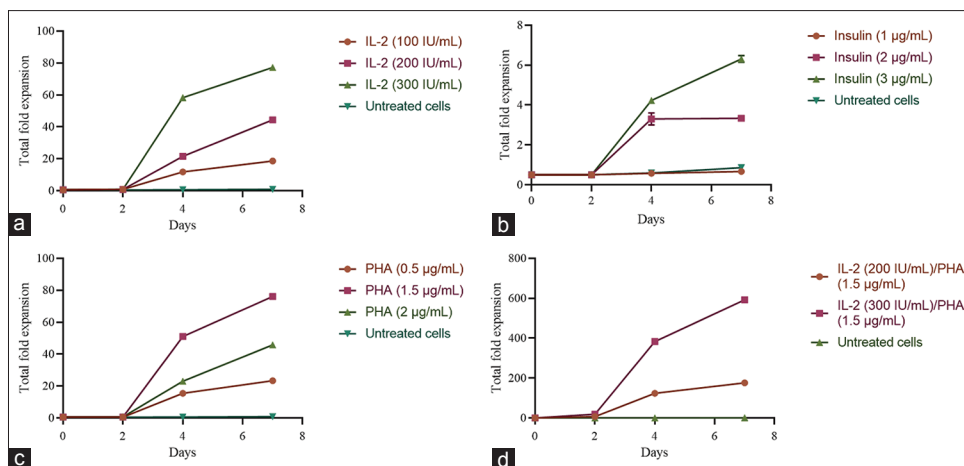 100
80
60
40
20
0
Total fold expansion
0 2 4 6 8
Days
IL-2 (100 IU/mL)
IL-2 (200 IU/mL)
IL-2 (300 IU/mL)
Untreated cells
a
8
6
4
2
0
Total fold expansion
0 2 4 6 8
Days
Insulin (1 µg/mL)
Insulin (2 µg/mL)
Insulin (3 µg/mL)
Untreated cells
b
100
80
60
40
20
0
Total fold expansion
0 2 4 6 8
Days
PHA (0.5 µg/mL)
PHA (1.5 µg/mL)
PHA (2 µg/mL)
Untreated cells
c
800
600
400
200
0
Total fold expansion
0 2 4 6 8
Days
IL-2 (200 IU/mL)/PHA
(1.5 µg/mL)
IL-2 (300 IU/mL)/PHA
(1.5 µg/mL)
Untreated cells
d